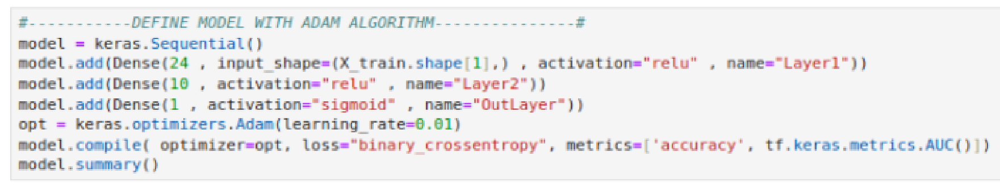 #-----------DEFINE MODEL WITH ADAM ALGORITHM---------------#
model = keras.Sequential()
model.add(Dense(24 , input_shape=(X_train.shape[1],) , activation="relu" , name="Layer1"))
model.add(Dense(10 , activation="relu" , name="Layer2"))
model.add(Dense(1 , activation="sigmoid" , name="OutLayer"))
opt = keras.optimizers.Adam(learning_rate=0.01)
model.compile( optimizer=opt, loss="binary_crossentropy", metrics=['accuracy', tf.keras.metrics.AUC()])
model.summary()